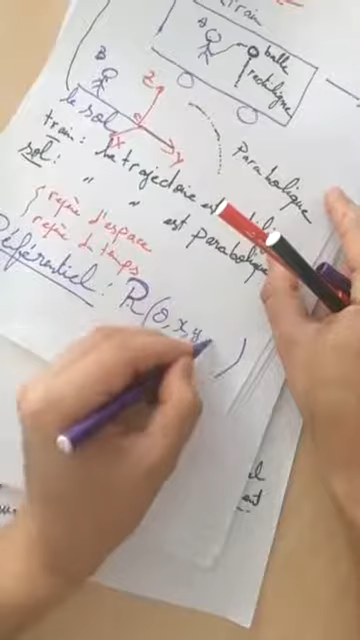 train
A
balle
rectiligne
B
le sol
Z
X
Y
Parabolique
train : La trajectoire est
sol : " " est parabolique
repère d'espace
repère de temps
Référentiel : R(0, x, y )